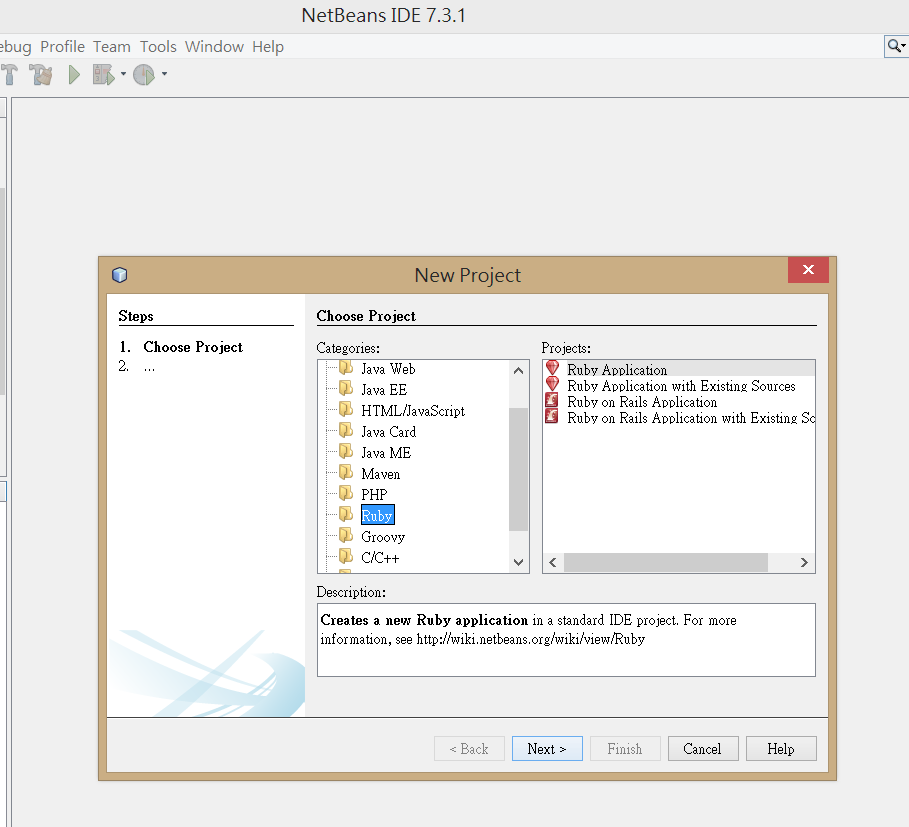 NetBeans IDE 7.3.1
ebug Profile Team Tools Window Help
New Project
Steps
1. Choose Project
2. ...
Choose Project
Categories:
Java Web
Java EE
HTML/JavaScript
Java Card
Java ME
Maven
PHP
Ruby
Groovy
C/C++
Projects:
Ruby Application
Ruby Application with Existing Sources
Ruby on Rails Application
Ruby on Rails Application with Existing So
Description:
Creates a new Ruby application in a standard IDE project. For more
information, see http://wiki.netbeans.org/wiki/view/Ruby
< Back Next > Finish Cancel Help